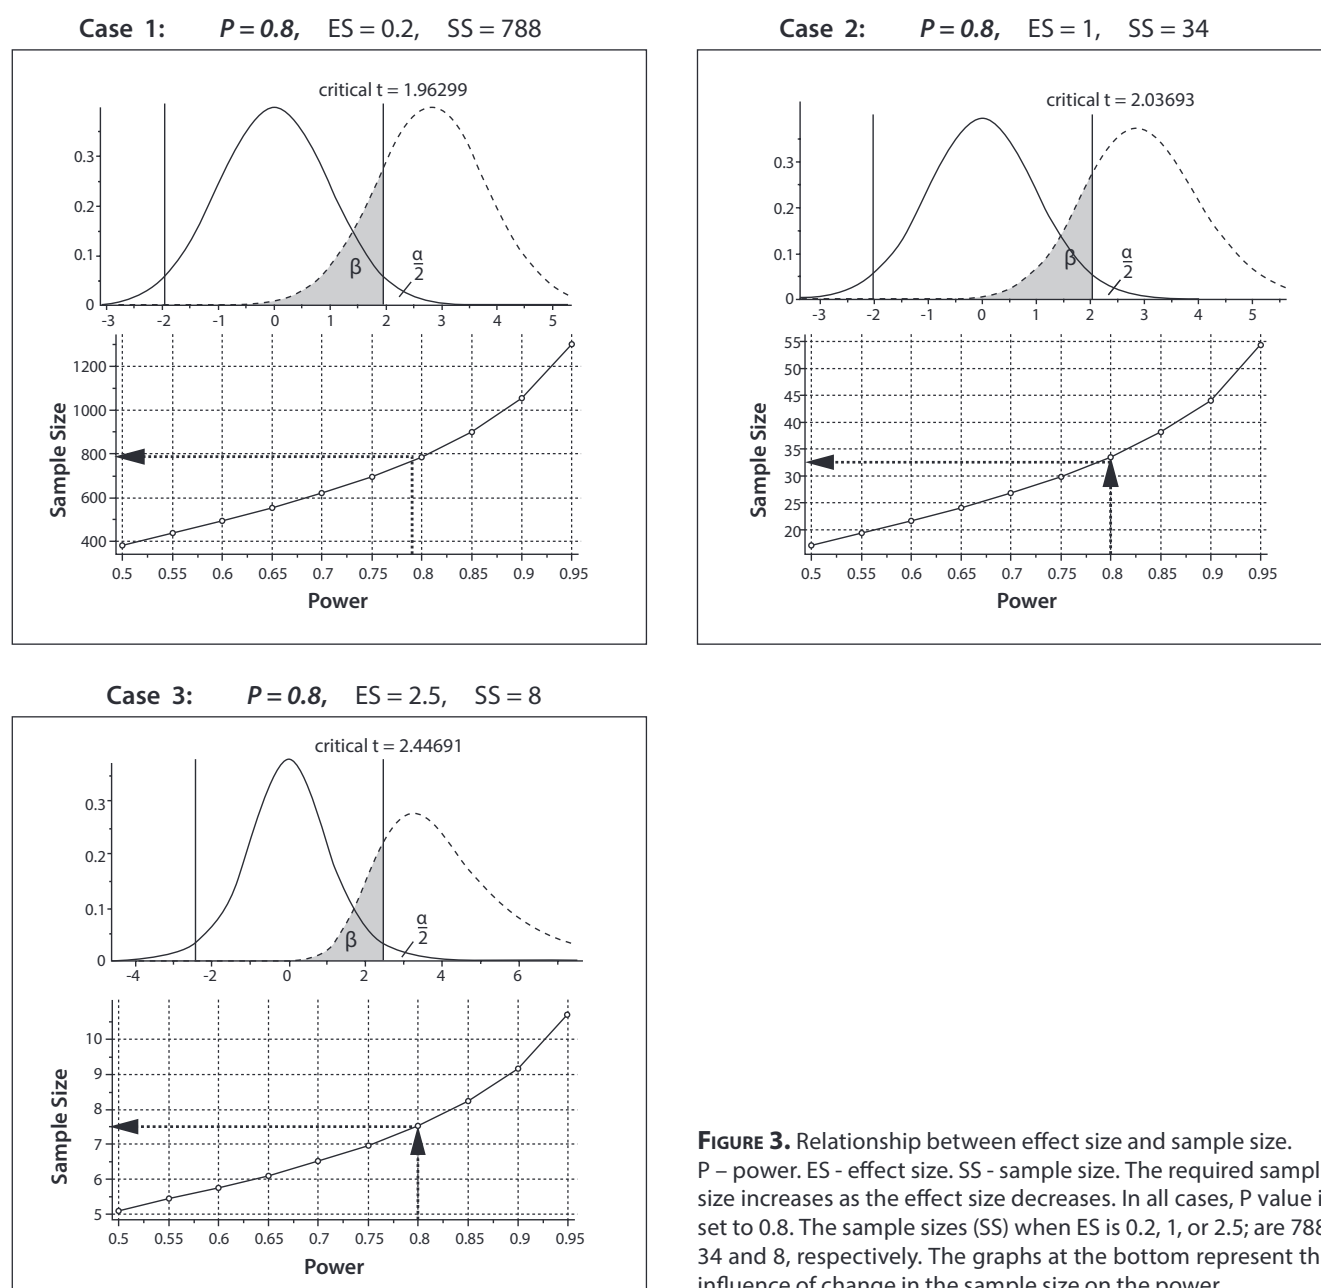 Case 1: P = 0.8, ES = 0.2, SS = 788
critical t = 1.96299
0.3
0.2
0.1
0
β
α
2
-3 -2 -1 0 1 2 3 4 5
Sample Size
1200
1000
800
600
400
0.5 0.55 0.6 0.65 0.7 0.75 0.8 0.85 0.9 0.95
Power
Case 2: P = 0.8, ES = 1, SS = 34
critical t = 2.03693
0.3
0.2
0.1
0
β
α
2
-3 -2 -1 0 1 2 3 4 5
Sample Size
55
50
45
40
35
30
25
20
0.5 0.55 0.6 0.65 0.7 0.75 0.8 0.85 0.9 0.95
Power
Case 3: P = 0.8, ES = 2.5, SS = 8
critical t = 2.44691
0.3
0.2
0.1
0
β
α
2
-4 -2 0 2 4 6
Sample Size
10
9
8
7
6
5
0.5 0.55 0.6 0.65 0.7 0.75 0.8 0.85 0.9 0.95
Power
FIGURE 3. Relationship between effect size and sample size.
P – power. ES - effect size. SS - sample size. The required sampl
size increases as the effect size decreases. In all cases, P value i
set to 0.8. The sample sizes (SS) when ES is 0.2, 1, or 2.5; are 788
34 and 8, respectively. The graphs at the bottom represent th
influence of change in the sample size on the power